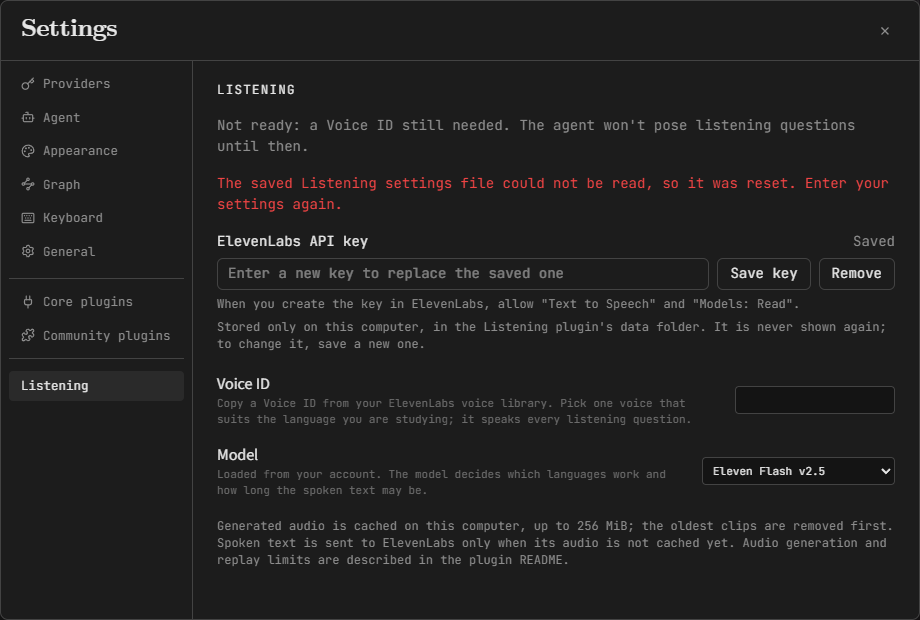 Settings
×
Providers
Agent
Appearance
Graph
Keyboard
General
Core plugins
Community plugins
Listening
LISTENING
Not ready: a Voice ID still needed. The agent won't pose listening questions
until then.
The saved Listening settings file could not be read, so it was reset. Enter your
settings again.
ElevenLabs API key
Saved
Enter a new key to replace the saved one
Save key
Remove
When you create the key in ElevenLabs, allow "Text to Speech" and "Models: Read".
Stored only on this computer, in the Listening plugin's data folder. It is never shown again;
to change it, save a new one.
Voice ID
Copy a Voice ID from your ElevenLabs voice library. Pick one voice that
suits the language you are studying; it speaks every listening question.
Model
Loaded from your account. The model decides which languages work and
how long the spoken text may be.
Eleven Flash v2.5
Generated audio is cached on this computer, up to 256 MiB; the oldest clips are removed first.
Spoken text is sent to ElevenLabs only when its audio is not cached yet. Audio generation and
replay limits are described in the plugin README.